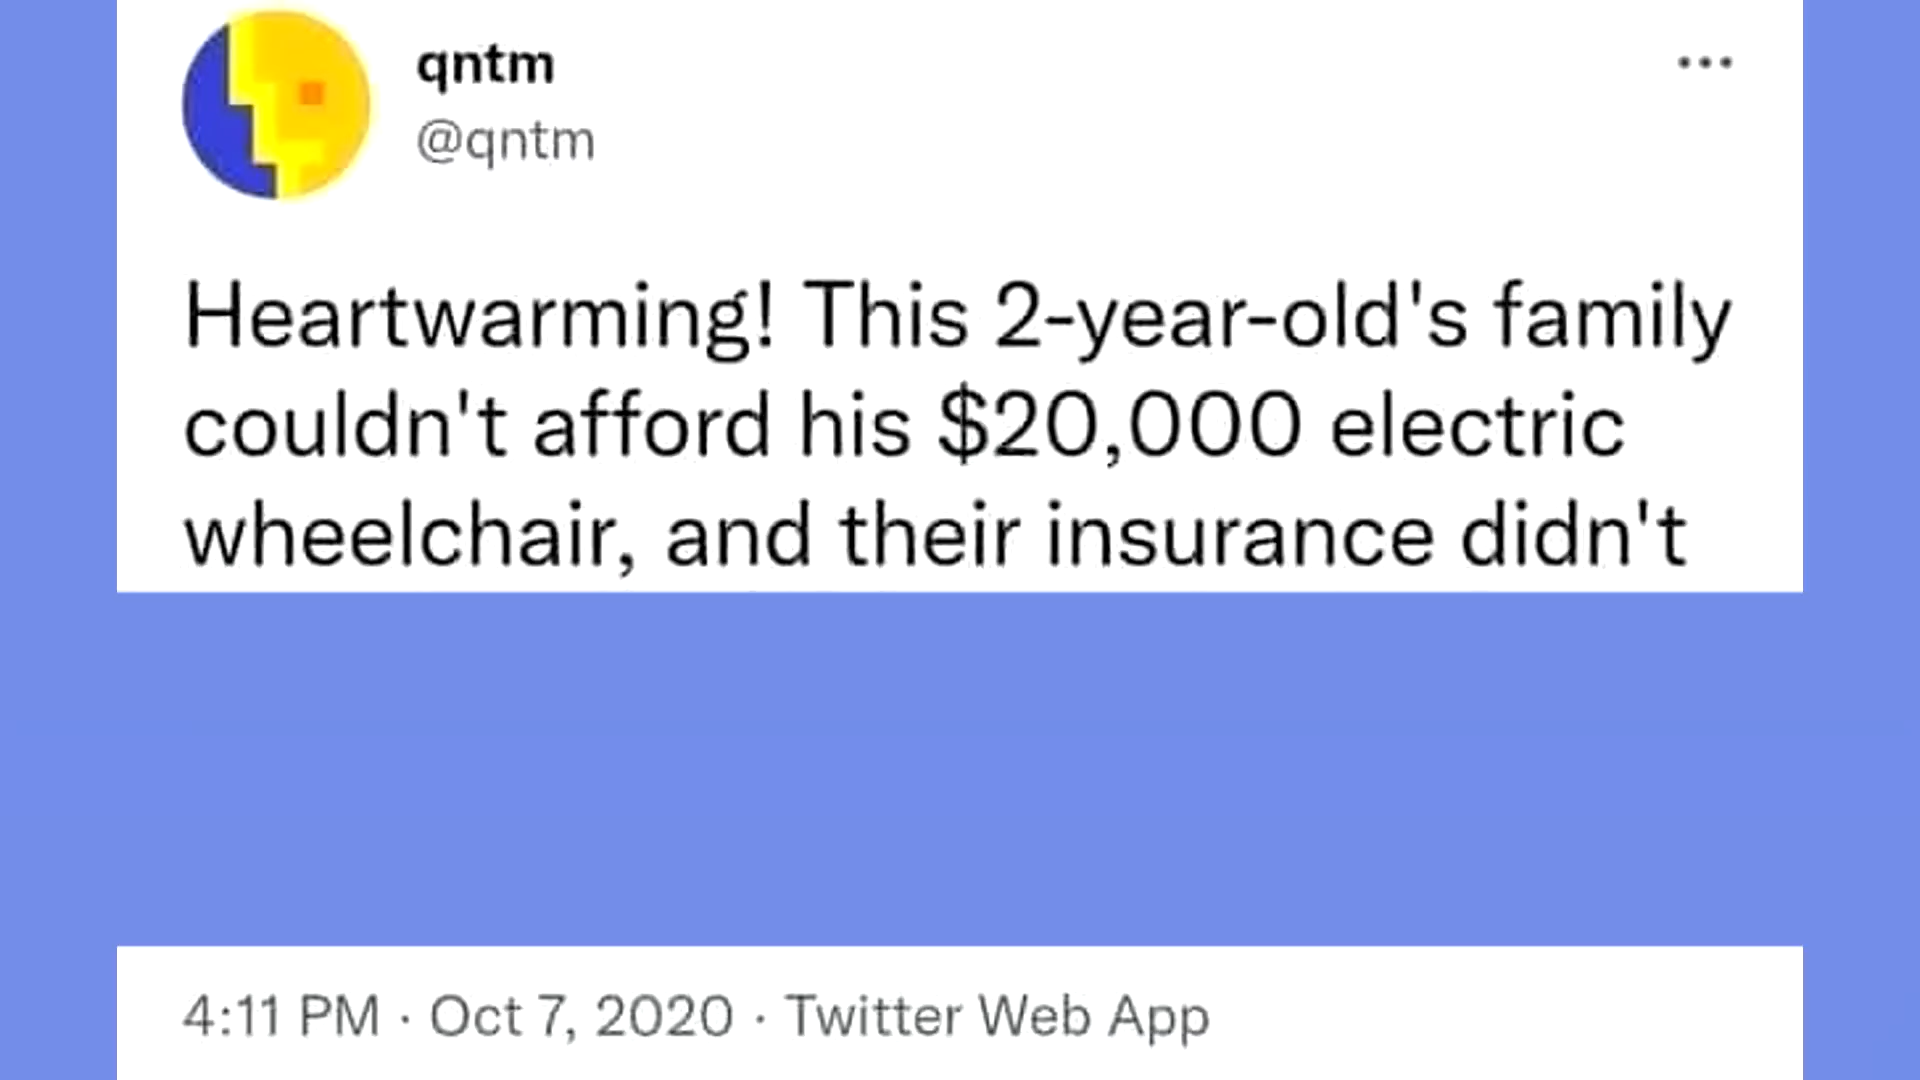 qntm
@qntm
Heartwarming! This 2-year-old's family
couldn't afford his $20,000 electric
wheelchair, and their insurance didn't
4:11 PM · Oct 7, 2020 · Twitter Web App